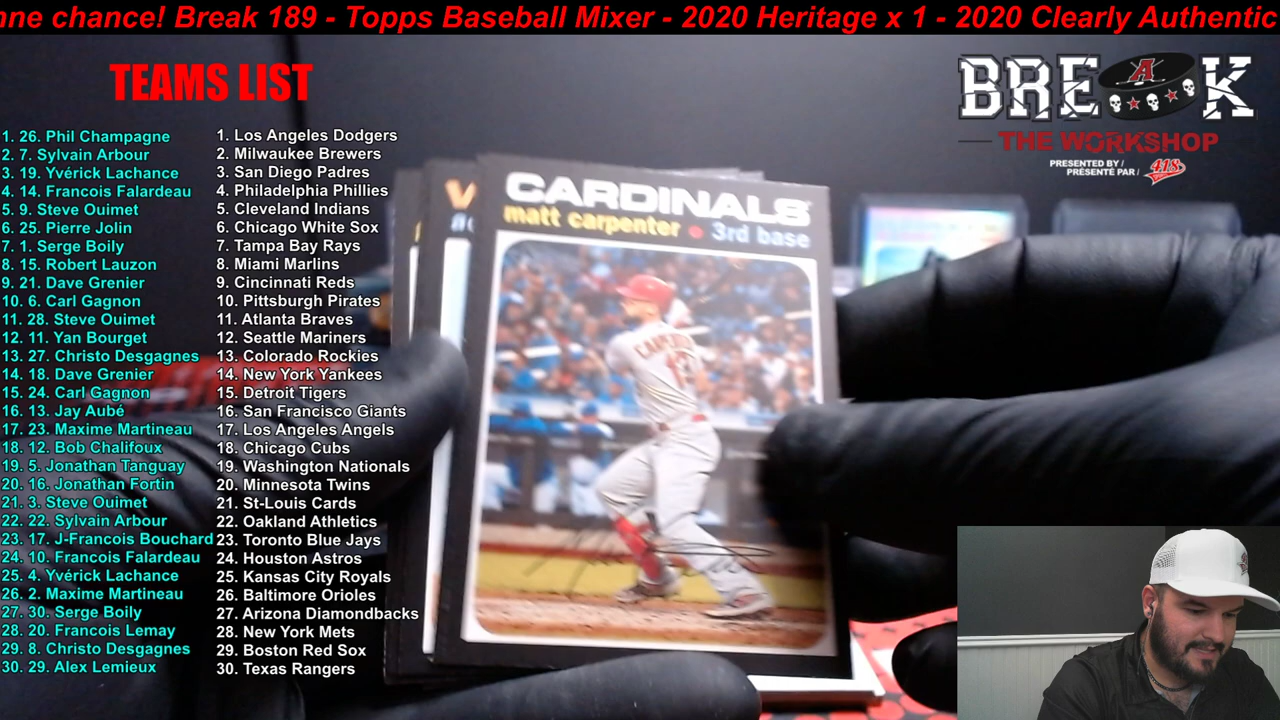 nne chance! Break 189 - Topps Baseball Mixer - 2020 Heritage x 1 - 2020 Clearly Authentic
TEAMS LIST
1. 26. Phil Champagne
2. 7. Sylvain Arbour
3. 19. Yvérick Lachance
4. 14. Francois Falardeau
5. 9. Steve Ouimet
6. 25. Pierre Jolin
7. 1. Serge Boily
8. 15. Robert Lauzon
9. 21. Dave Grenier
10. 6. Carl Gagnon
11. 28. Steve Ouimet
12. 11. Yan Bourget
13. 27. Christo Desgagnes
14. 18. Dave Grenier
15. 24. Carl Gagnon
16. 13. Jay Aubé
17. 23. Maxime Martineau
18. 12. Bob Chalifoux
19. 5. Jonathan Tanguay
20. 16. Jonathan Fortin
21. 3. Steve Ouimet
22. 22. Sylvain Arbour
23. 17. J-Francois Bouchard
24. 10. Francois Falardeau
25. 4. Yvérick Lachance
26. 2. Maxime Martineau
27. 30. Serge Boily
28. 20. Francois Lemay
29. 8. Christo Desgagnes
30. 29. Alex Lemieux
1. Los Angeles Dodgers
2. Milwaukee Brewers
3. San Diego Padres
4. Philadelphia Phillies
5. Cleveland Indians
6. Chicago White Sox
7. Tampa Bay Rays
8. Miami Marlins
9. Cincinnati Reds
10. Pittsburgh Pirates
11. Atlanta Braves
12. Seattle Mariners
13. Colorado Rockies
14. New York Yankees
15. Detroit Tigers
16. San Francisco Giants
17. Los Angeles Angels
18. Chicago Cubs
19. Washington Nationals
20. Minnesota Twins
21. St-Louis Cards
22. Oakland Athletics
23. Toronto Blue Jays
24. Houston Astros
25. Kansas City Royals
26. Baltimore Orioles
27. Arizona Diamondbacks
28. New York Mets
29. Boston Red Sox
30. Texas Rangers
CARDINALS
matt carpenter • 3rd base
BREAK
THE WORKSHOP
PRESENTED BY /
PRÉSENTÉ PAR /
418